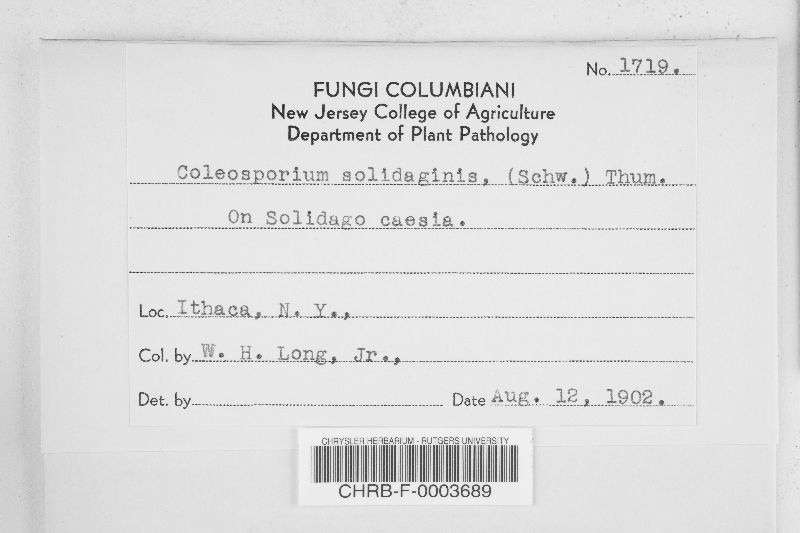 No. 1719.
FUNGI COLUMBIANI
New Jersey College of Agriculture
Department of Plant Pathology
Coleosporium solidaginis, (Schw.) Thum.
On Solidago caesia.
Loc. Ithaca, N. Y.,
Col. by W. H. Long, Jr.,
Det. by Date Aug. 12, 1902.
CHRYSLER HERBARIUM - RUTGERS UNIVERSITY
CHRB-F-0003689